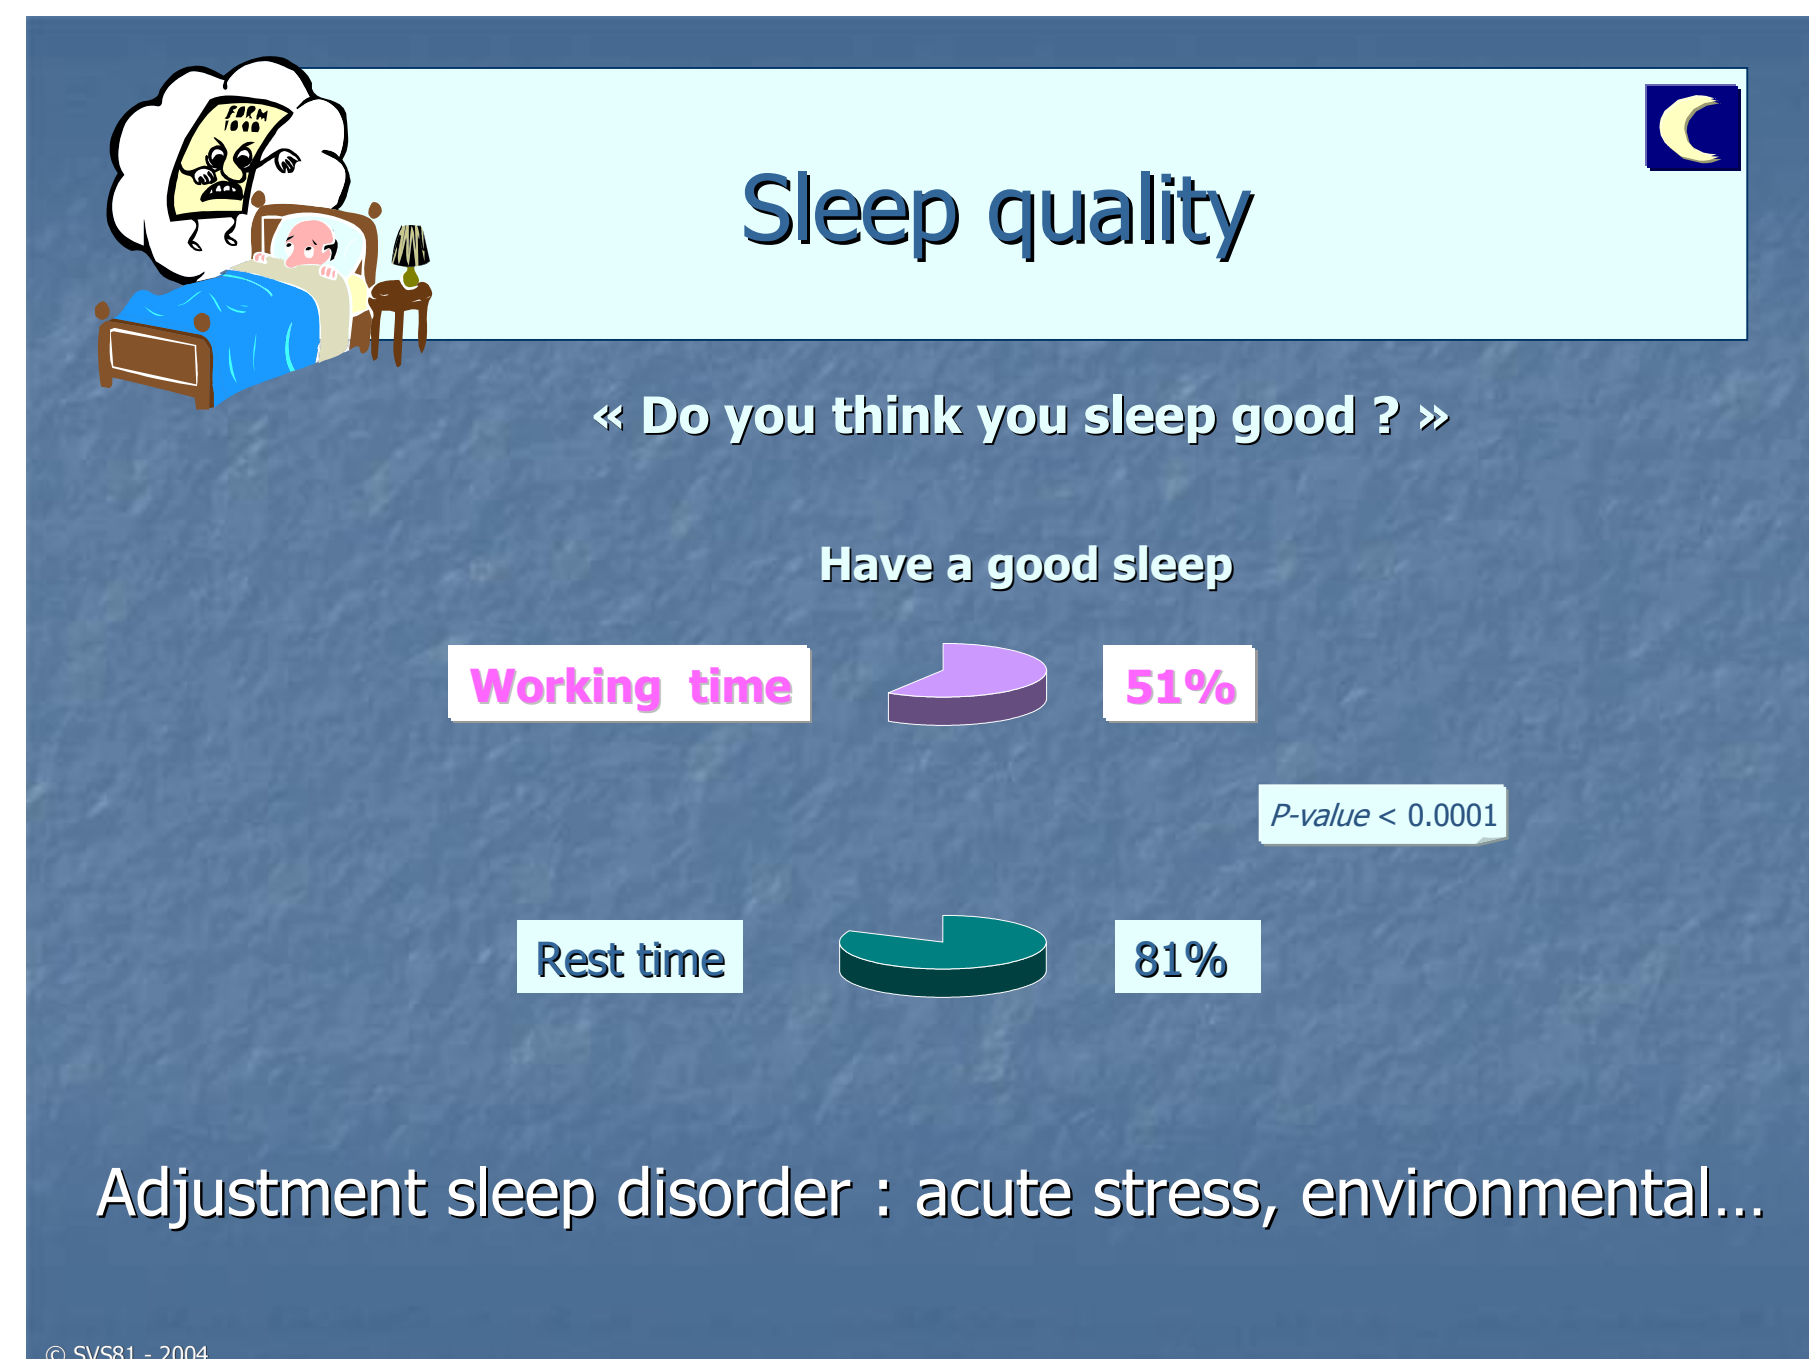 FORM
1040
Sleep quality
« Do you think you sleep good ? »
Have a good sleep
Working time
51%
P-value < 0.0001
Rest time
81%
Adjustment sleep disorder : acute stress, environmental…
© SVS81 - 2004